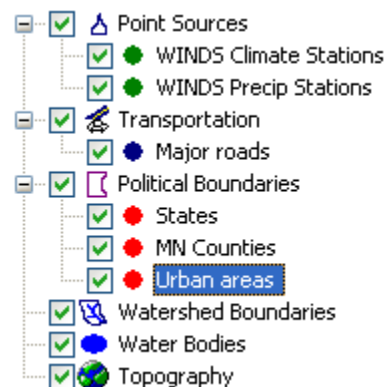 Point Sources
WINDS Climate Stations
WINDS Precip Stations
Transportation
Major roads
Political Boundaries
States
MN Counties
Urban areas
Watershed Boundaries
Water Bodies
Topography